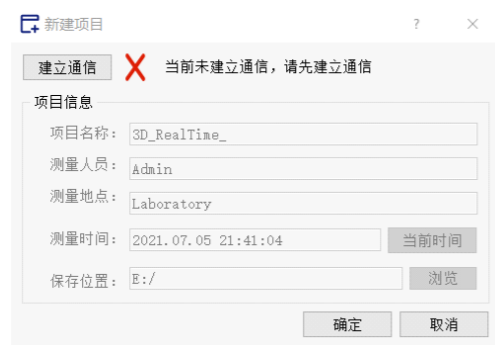 新建项目 ?
建立通信 当前未建立通信，请先建立通信
项目信息
项目名称： 3D_RealTime_
测量人员： Admin
测量地点： Laboratory
测量时间： 2021.07.05 21:41:04 当前时间
保存位置： E:/ 浏览
确定 取消